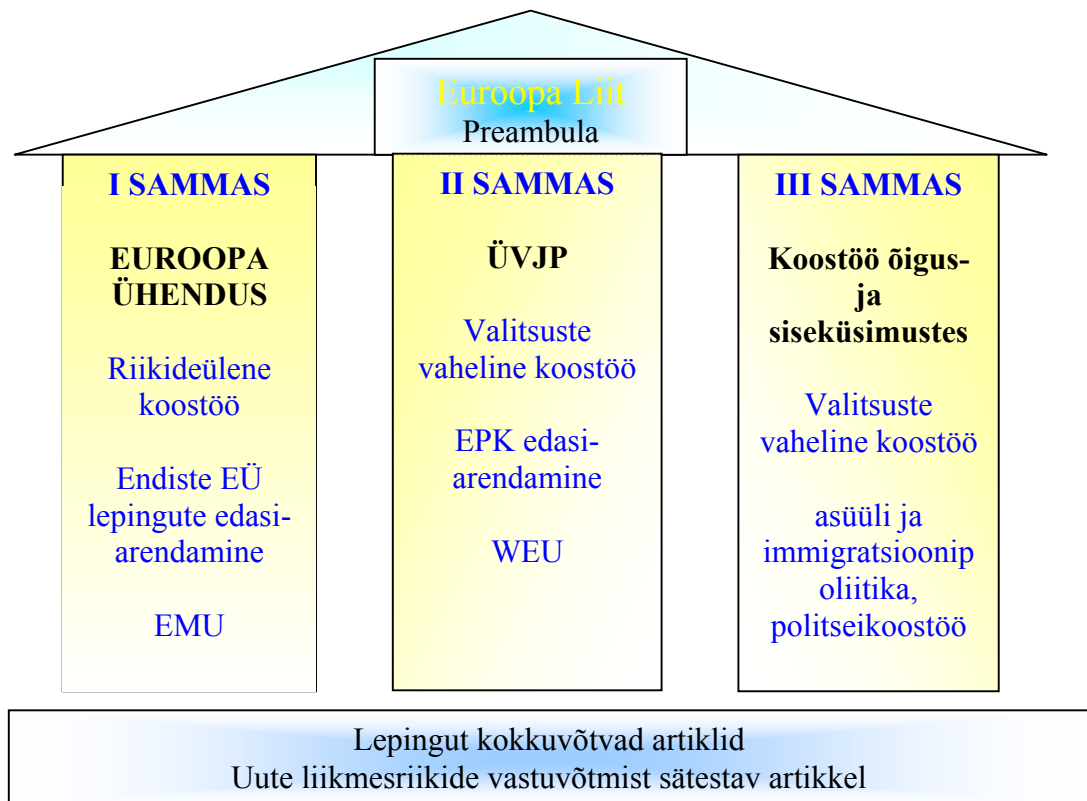 Euroopa Liit
Preambula
I SAMMAS
EUROOPA
ÜHENDUS
Riikideülene
koostöö
Endiste EÜ
lepingute edasi-
arendamine
EMU
II SAMMAS
ÜVJP
Valitsuste
vaheline koostöö
EPK edasi-
arendamine
WEU
III SAMMAS
Koostöö õigus-
ja
siseküsimustes
Valitsuste
vaheline koostöö
asüüli ja
immigratsioonip
oliitika,
politseikoostöö
Lepingut kokkuvõtvad artiklid
Uute liikmesriikide vastuvõtmist sätestav artikkel